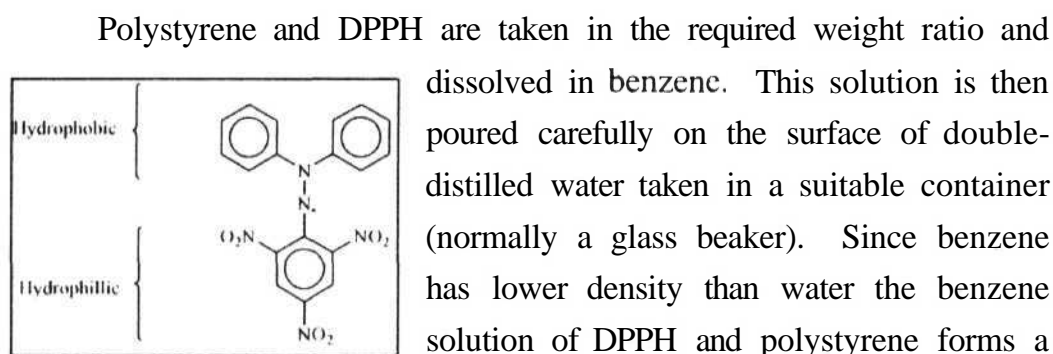 Polystyrene and DPPH are taken in the required weight ratio and
dissolved in benzene. This solution is then
poured carefully on the surface of double-
distilled water taken in a suitable container
(normally a glass beaker). Since benzene
has lower density than water the benzene
solution of DPPH and polystyrene forms a
Hydrophobic
N
N.
O₂N
NO₂
Hydrophillic
NO₂